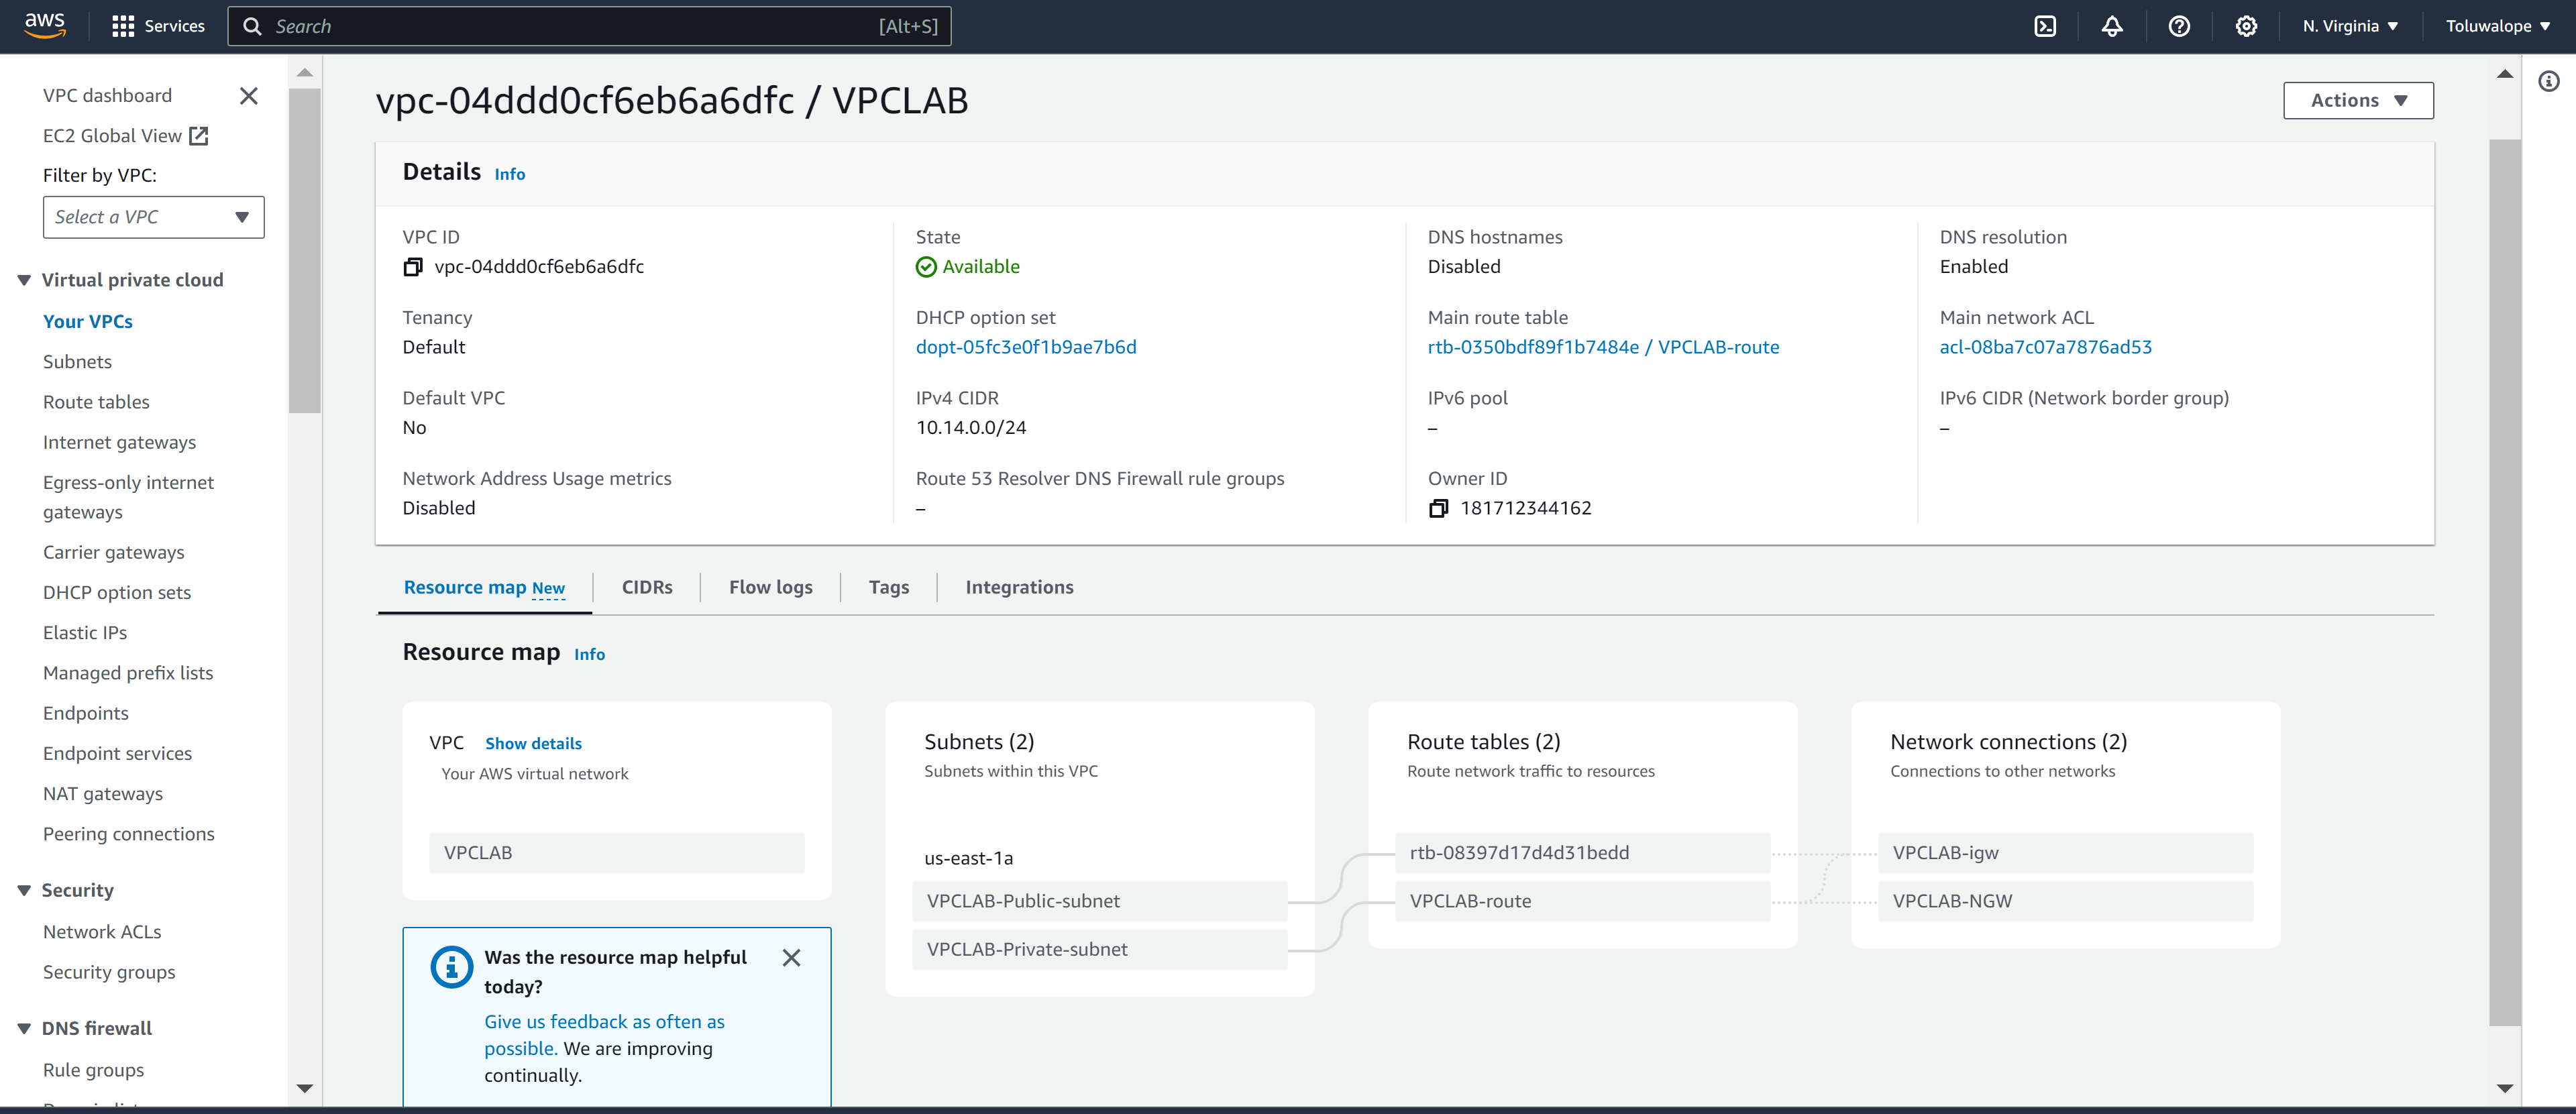 aws
Services
Search
[Alt+S]
N. Virginia
Toluwalope
VPC dashboard
EC2 Global View
Filter by VPC:
Select a VPC
Virtual private cloud
Your VPCs
Subnets
Route tables
Internet gateways
Egress-only internet
gateways
Carrier gateways
DHCP option sets
Elastic IPs
Managed prefix lists
Endpoints
Endpoint services
NAT gateways
Peering connections
Security
Network ACLs
Security groups
DNS firewall
Rule groups
vpc-04ddd0cf6eb6a6dfc / VPCLAB
Actions
Details Info
VPC ID
vpc-04ddd0cf6eb6a6dfc
State
Available
DNS hostnames
Disabled
DNS resolution
Enabled
Tenancy
Default
DHCP option set
dopt-05fc3e0f1b9ae7b6d
Main route table
rtb-0350bdf89f1b7484e / VPCLAB-route
Main network ACL
acl-08ba7c07a7876ad53
Default VPC
No
IPv4 CIDR
10.14.0.0/24
IPv6 pool
–
IPv6 CIDR (Network border group)
–
Network Address Usage metrics
Disabled
Route 53 Resolver DNS Firewall rule groups
–
Owner ID
181712344162
Resource map New
CIDRs
Flow logs
Tags
Integrations
Resource map Info
VPC Show details
Your AWS virtual network
VPCLAB
Subnets (2)
Subnets within this VPC
us-east-1a
VPCLAB-Public-subnet
VPCLAB-Private-subnet
Route tables (2)
Route network traffic to resources
rtb-08397d17d4d31bedd
VPCLAB-route
Network connections (2)
Connections to other networks
VPCLAB-igw
VPCLAB-NGW
Was the resource map helpful
today?
Give us feedback as often as
possible. We are improving
continually.